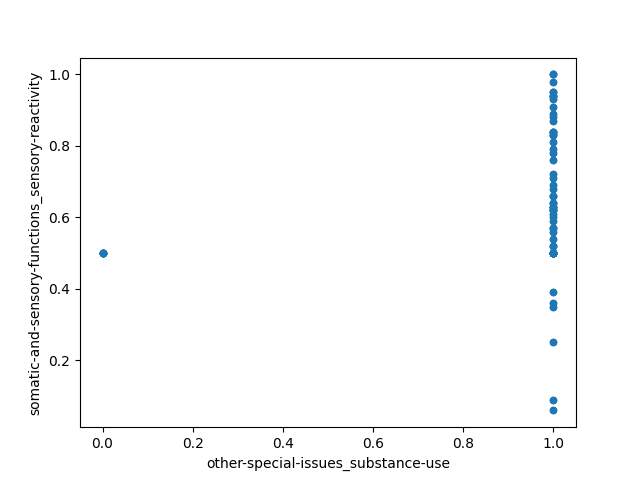 somatic-and-sensory-functions_sensory-reactivity
1.0
0.8
0.6
0.4
0.2
0.0 0.2 0.4 0.6 0.8 1.0
other-special-issues_substance-use